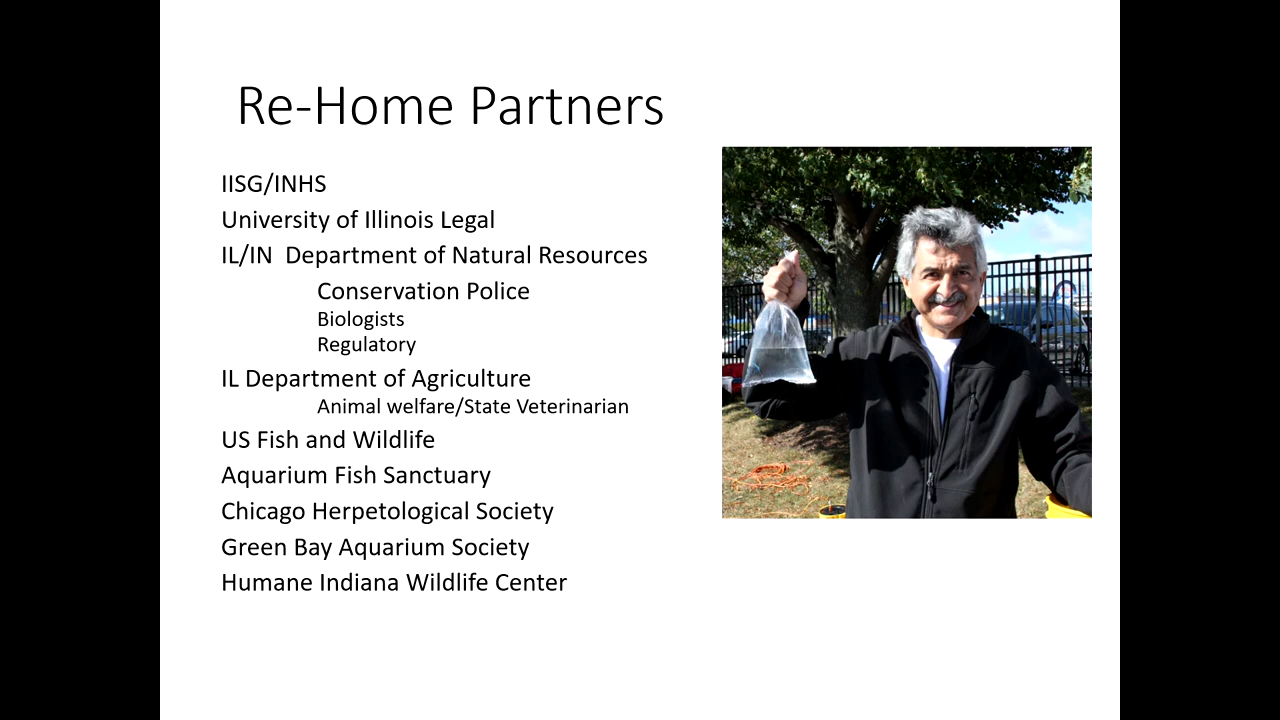 Re-Home Partners
IISG/INHS
University of Illinois Legal
IL/IN  Department of Natural Resources
Conservation Police
Biologists
Regulatory
IL Department of Agriculture
Animal welfare/State Veterinarian
US Fish and Wildlife
Aquarium Fish Sanctuary
Chicago Herpetological Society
Green Bay Aquarium Society
Humane Indiana Wildlife Center